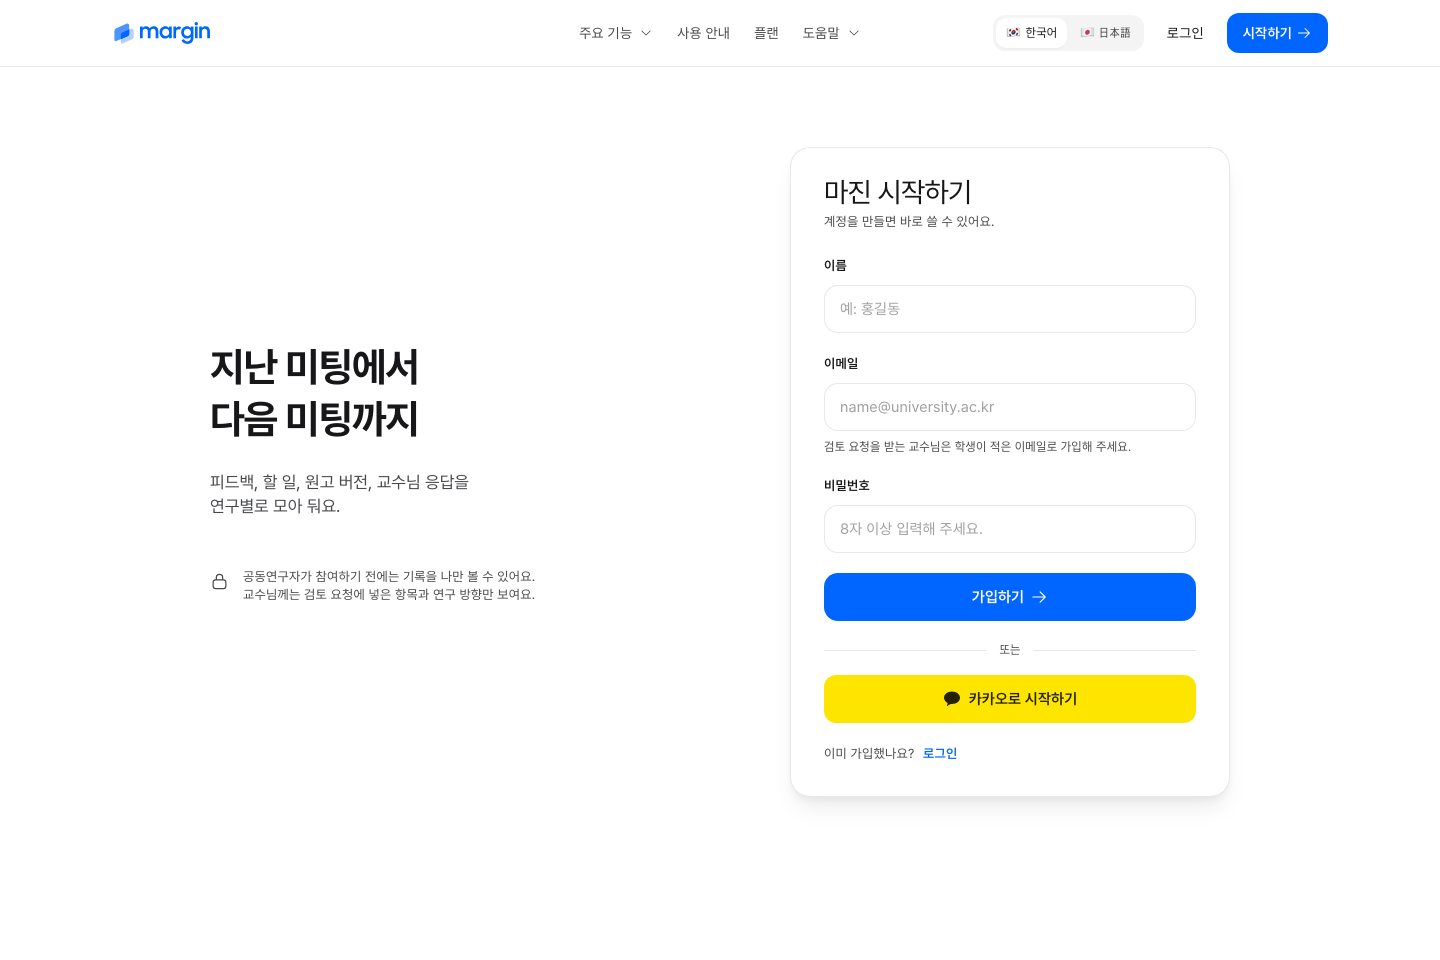 margin
주요 기능
사용 안내
플랜
도움말
🇰🇷 한국어
🇯🇵 日本語
로그인
시작하기 →
지난 미팅에서
다음 미팅까지
피드백, 할 일, 원고 버전, 교수님 응답을
연구별로 모아 둬요.
공동연구자가 참여하기 전에는 기록을 나만 볼 수 있어요.
교수님께는 검토 요청에 넣은 항목과 연구 방향만 보여요.
마진 시작하기
계정을 만들면 바로 쓸 수 있어요.
이름
예: 홍길동
이메일
name@university.ac.kr
검토 요청을 받는 교수님은 학생이 적은 이메일로 가입해 주세요.
비밀번호
8자 이상 입력해 주세요.
가입하기 →
또는
카카오로 시작하기
이미 가입했나요? 로그인